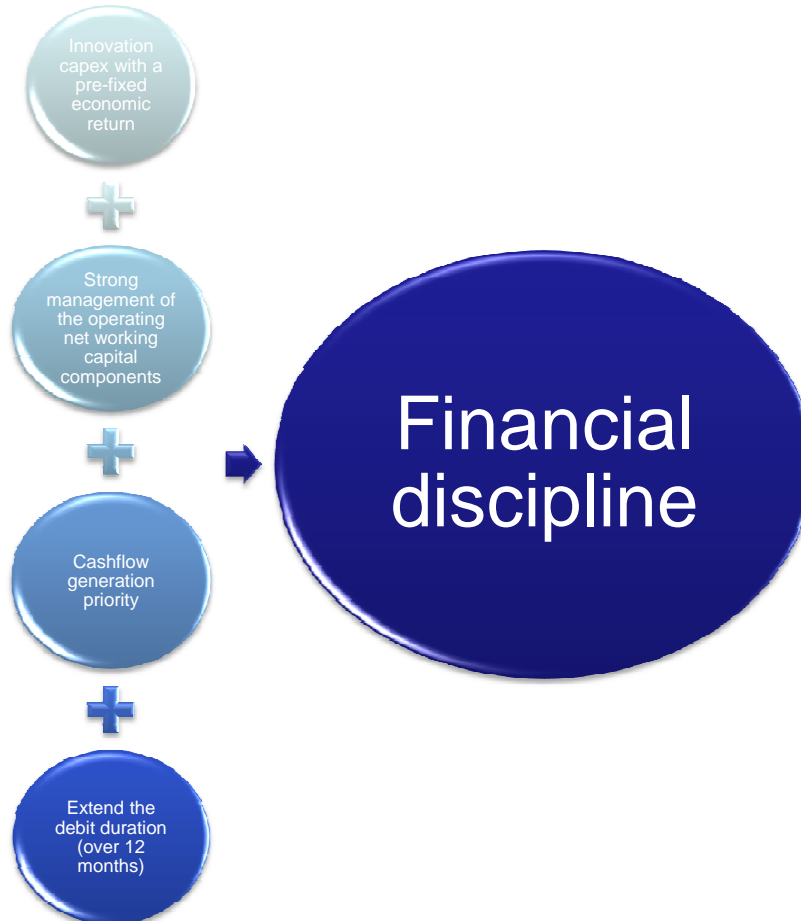 Innovation
capex with a
pre-fixed
economic
return
Strong
management of
the operating
net working
capital
components
Cashflow
generation
priority
Extend the
debit duration
(over 12
months)
Financial
discipline